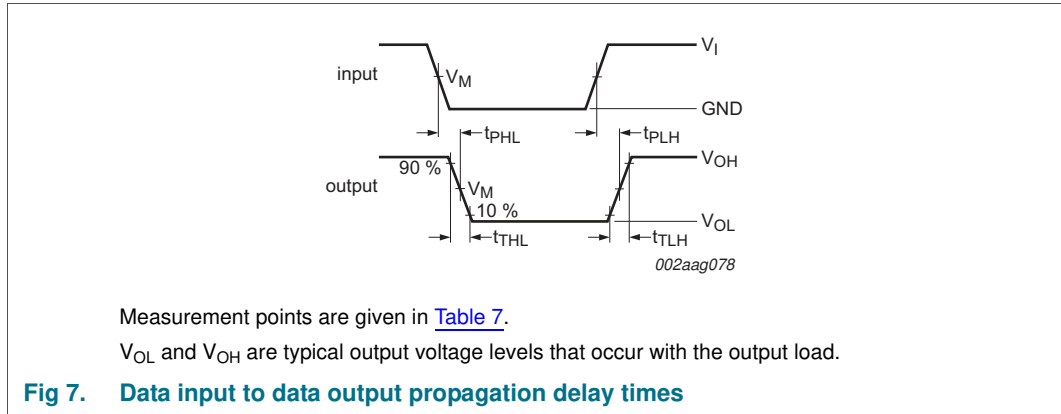 V_I
input
V_M
GND
t_PHL
t_PLH
V_OH
90 %
output
V_M
10 %
V_OL
t_THL
t_TLH
002aag078
Measurement points are given in Table 7.
V_OL and V_OH are typical output voltage levels that occur with the output load.
Fig 7. Data input to data output propagation delay times